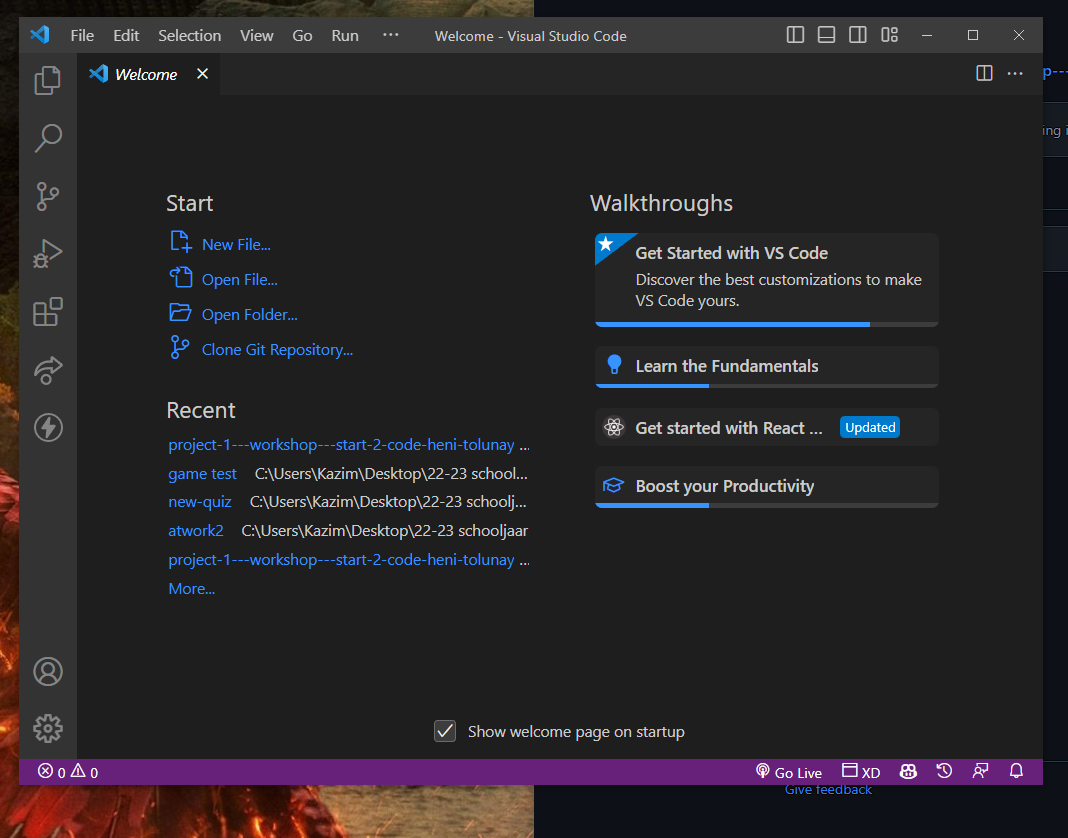 File Edit Selection View Go Run ··· Welcome - Visual Studio Code
Welcome
Start
New File...
Open File...
Open Folder...
Clone Git Repository...
Recent
project-1---workshop---start-2-code-heni-tolunay ...
game test C:\Users\Kazim\Desktop\22-23 school...
new-quiz C:\Users\Kazim\Desktop\22-23 schoolj...
atwork2 C:\Users\Kazim\Desktop\22-23 schooljaar
project-1---workshop---start-2-code-heni-tolunay ...
More...
Walkthroughs
Get Started with VS Code
Discover the best customizations to make
VS Code yours.
Learn the Fundamentals
Get started with React ... Updated
Boost your Productivity
Show welcome page on startup
0 0 Go Live XD
p---
ing i
Give feedback